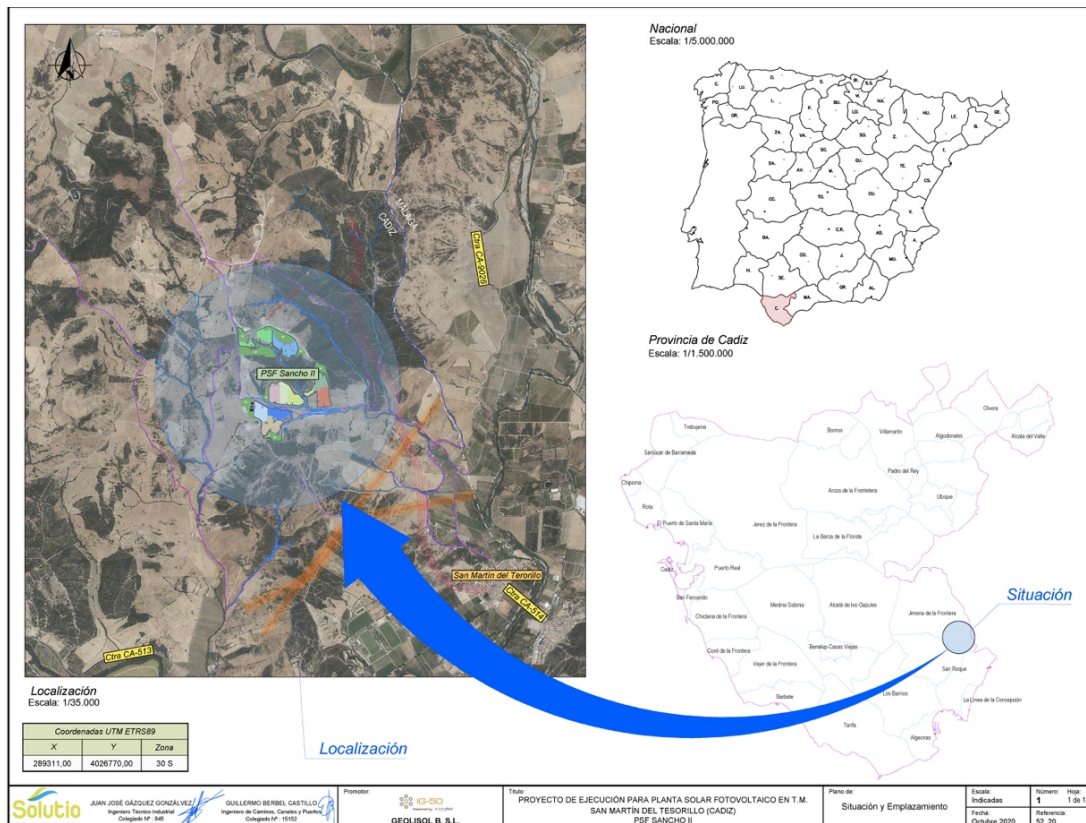 Nacional
Escala: 1/5.000.000
MÁLAGA
CÁDIZ
Ctra CA-9026
PSF Sancho II
San Martín del Terorillo
Ctra CA-514
Ctra CA-513
Localización
Escala: 1/35.000
Coordenadas UTM ETRS89
X Y Zona
289311,00 4026770,00 30 S
Localización
Provincia de Cadiz
Escala: 1/1.500.000
Olvera
Trebujena
Bornos
Villamartin
Algodonales
Alcala del Valle
Sanlúcar de Barrameda
Padro del Rey
Chipiona
Arcos de la Frontetera
Ubique
Rota
El Puerto de Santa María
Jerez de la Frontera
La Barca de la Florida
Cadiz
Puerto Real
San Fernando
Medina Sidonia
Alcalá de los Gazules
Jimena de la Frontera
Situación
Chiclana de la Frontera
Conil de la Frontera
Benalup-Casas Viejas
Vejer de la Frontera
San Roque
Barbate
Los Barrios
La Línea de la Concepción
Tarifa
Algeciras
Solutio
JUAN JOSÉ GÁZQUEZ GONZÁLVEZ
Ingeniero Técnico Industrial
Colegiado Nº : 845
GUILLERMO BERBEL CASTILLO
Ingeniero de Caminos, Canales y Puertos
Colegiado Nº : 15152
Promotor:
IG-50
GEOLISOL B, S.L.
Título:
PROYECTO DE EJECUCIÓN PARA PLANTA SOLAR FOTOVOLTAICO EN T.M.
SAN MARTÍN DEL TESORILLO (CADIZ)
PSF SANCHO II
Plano de:
Situación y Emplazamiento
Escala:
Indicadas
Número:
1
Hoja:
1 de 1
Fecha:
Octubre 2020
Referencia:
52_20